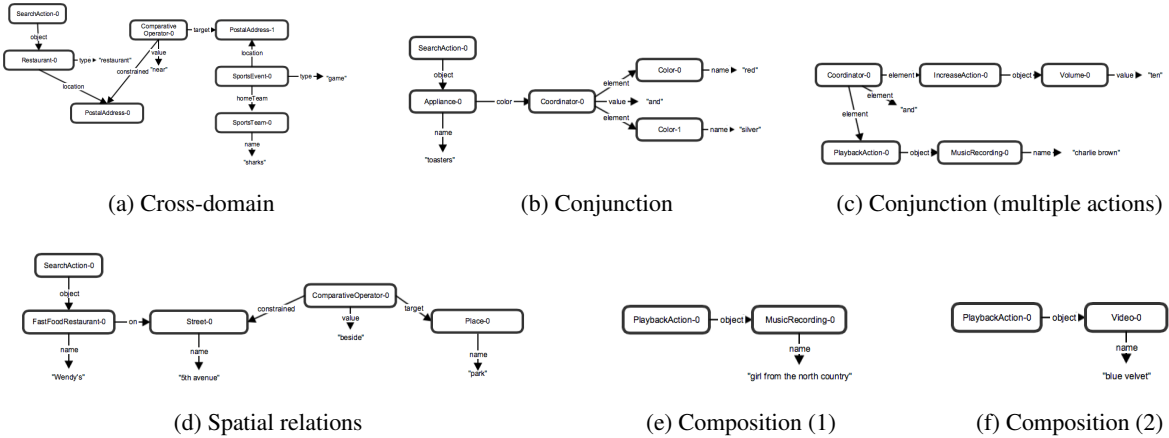 SearchAction-0
object
Restaurant-0
type
"restaurant"
location
PostalAddress-0
Comparative
Operator-0
target
PostalAddress-1
value
"near"
constrained
location
SportsEvent-0
type
"game"
homeTeam
SportsTeam-0
name
"sharks"
(a) Cross-domain
SearchAction-0
object
Appliance-0
color
Coordinator-0
name
"toasters"
element
Color-0
name
"red"
value
"and"
element
Color-1
name
"silver"
(b) Conjunction
Coordinator-0
element
IncreaseAction-0
object
Volume-0
value
"ten"
element
"and"
element
PlaybackAction-0
object
MusicRecording-0
name
"charlie brown"
(c) Conjunction (multiple actions)
SearchAction-0
object
FastFoodRestaurant-0
on
Street-0
name
"Wendy's"
name
"5th avenue"
constrained
ComparativeOperator-0
target
value
"beside"
Place-0
name
"park"
(d) Spatial relations
PlaybackAction-0
object
MusicRecording-0
name
"girl from the north country"
(e) Composition (1)
PlaybackAction-0
object
Video-0
name
"blue velvet"
(f) Composition (2)